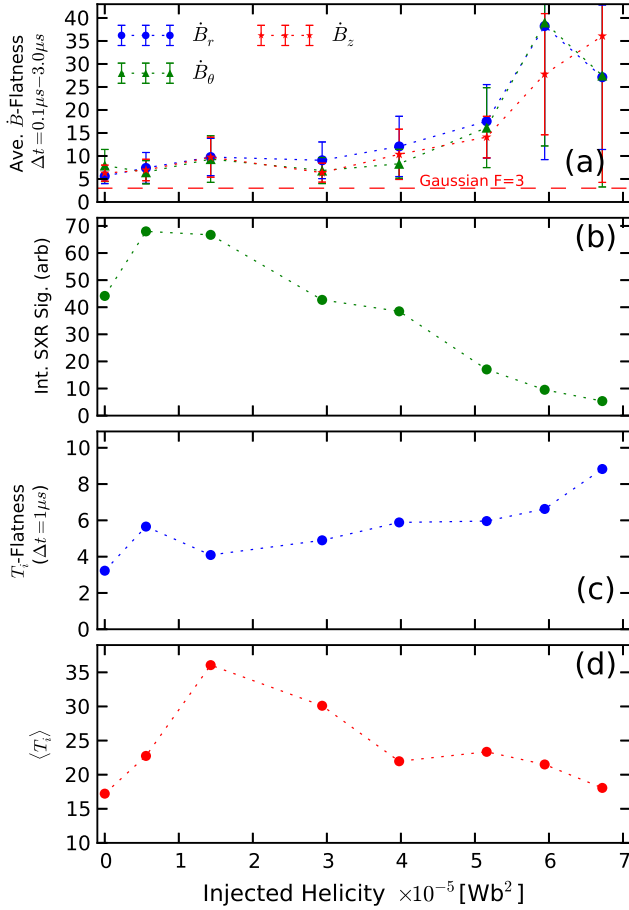 Ave. Ḃ-Flatness
Δt=0.1μs−3.0μs
40
35
30
25
20
15
10
5
0
Ḃr
Ḃz
Ḃθ
(a)
Gaussian F=3
Int. SXR Sig. (arb)
70
60
50
40
30
20
10
0
(b)
Ti-Flatness
(Δt=1μs)
10
8
6
4
2
0
(c)
⟨Ti⟩
35
30
25
20
15
10
(d)
0 1 2 3 4 5 6 7
Injected Helicity ×10⁻⁵ [Wb²]